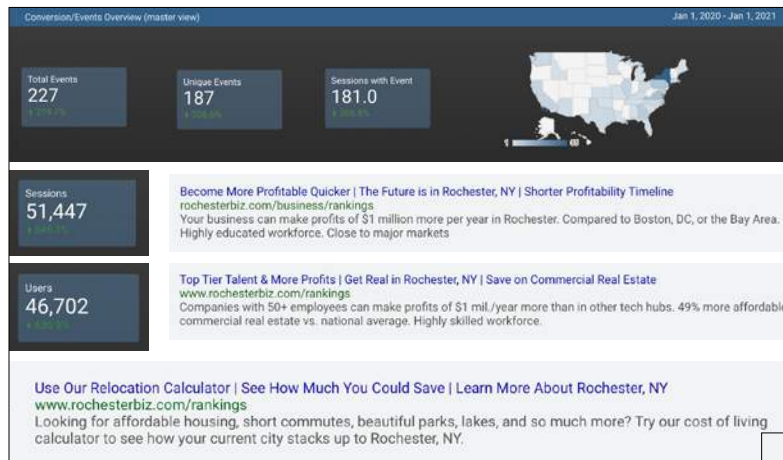 Conversion/Events Overview (master view)
Jan 1, 2020 - Jan 1, 2021
Total Events
227
Unique Events
187
Sessions with Event
181.0
1
Sessions
51,447
Become More Profitable Quicker | The Future is in Rochester, NY | Shorter Profitability Timeline
rochesterbiz.com/business/rankings
Your business can make profits of $1 million more per year in Rochester. Compared to Boston, DC, or the Bay Area.
Highly educated workforce. Close to major markets
Users
46,702
Top Tier Talent & More Profits | Get Real in Rochester, NY | Save on Commercial Real Estate
www.rochesterbiz.com/rankings
Companies with 50+ employees can make profits of $1 mil./year more than in other tech hubs. 49% more affordable
commercial real estate vs. national average. Highly skilled workforce.
Use Our Relocation Calculator | See How Much You Could Save | Learn More About Rochester, NY
www.rochesterbiz.com/rankings
Looking for affordable housing, short commutes, beautiful parks, lakes, and so much more? Try our cost of living
calculator to see how your current city stacks up to Rochester, NY.